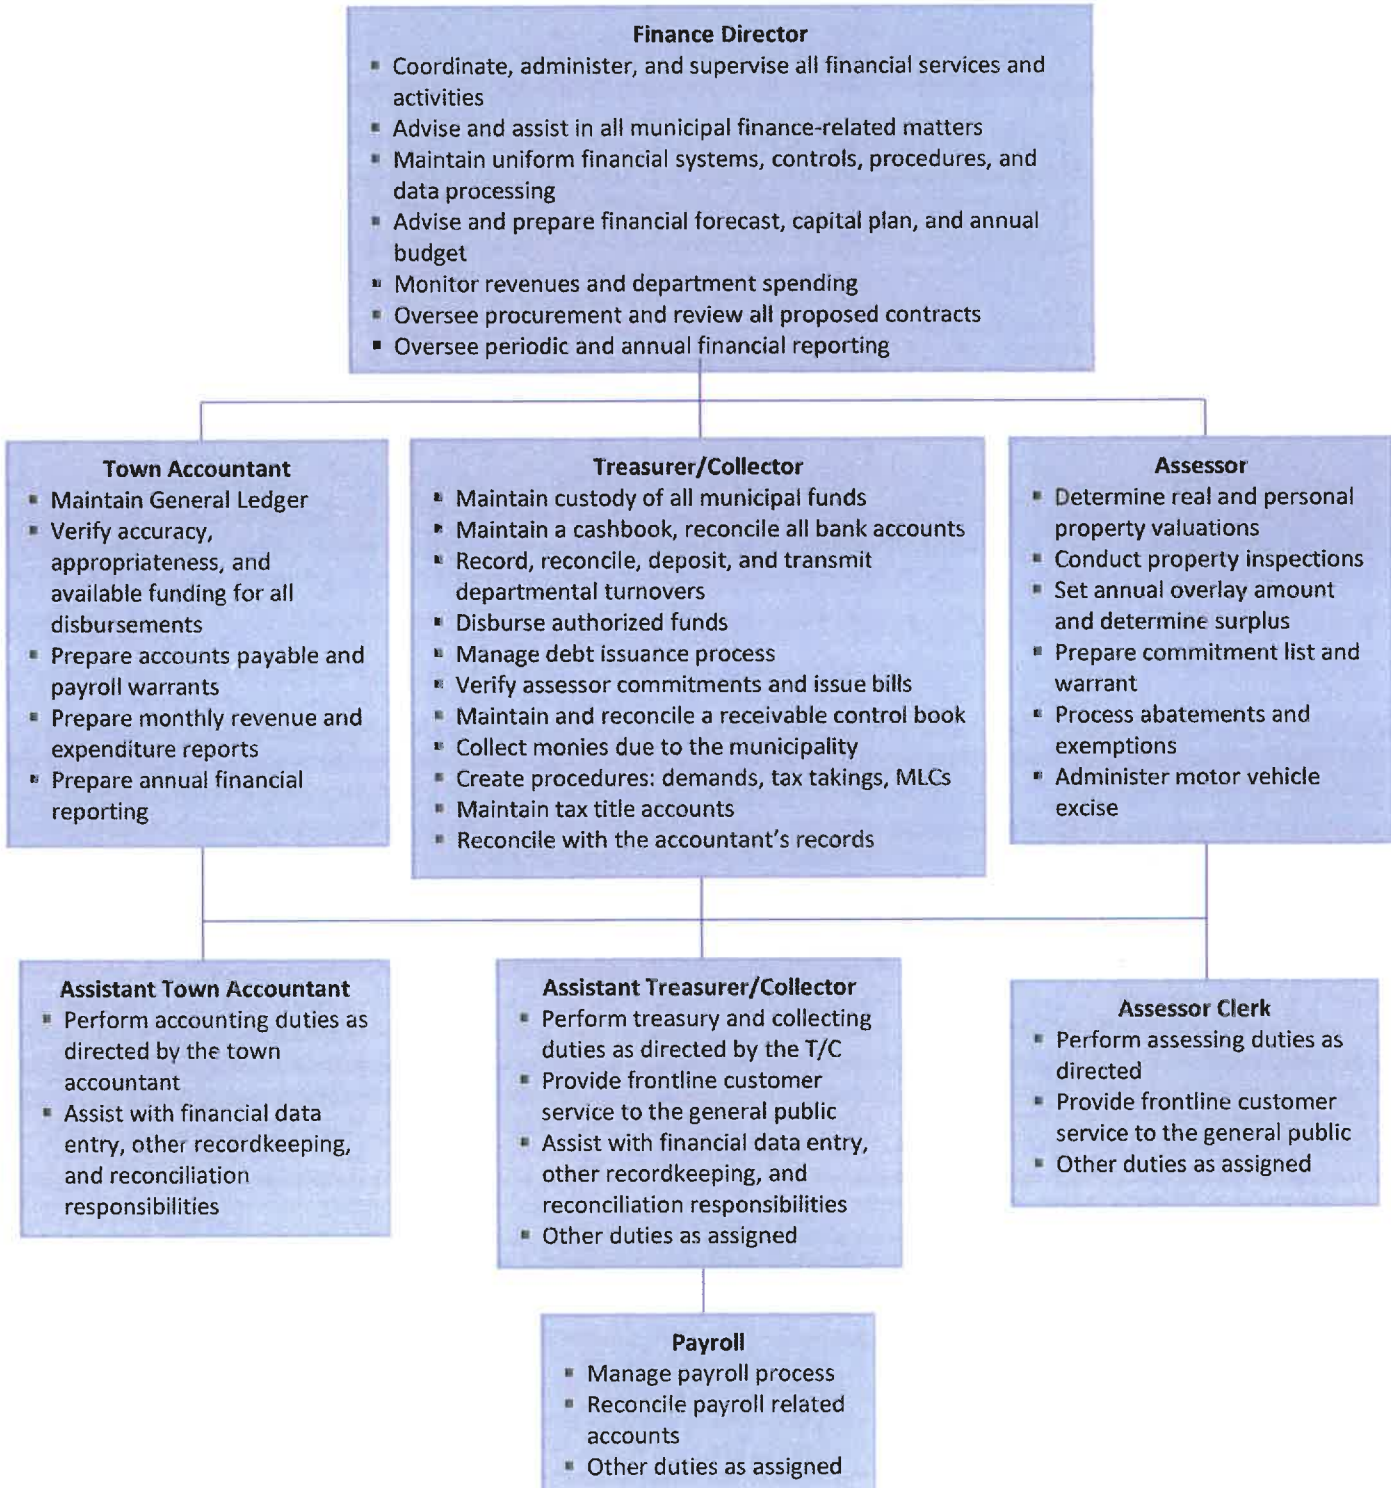 Finance Director
▪ Coordinate, administer, and supervise all financial services and
activities
▪ Advise and assist in all municipal finance-related matters
▪ Maintain uniform financial systems, controls, procedures, and
data processing
▪ Advise and prepare financial forecast, capital plan, and annual
budget
▪ Monitor revenues and department spending
▪ Oversee procurement and review all proposed contracts
▪ Oversee periodic and annual financial reporting
Town Accountant
▪ Maintain General Ledger
▪ Verify accuracy,
appropriateness, and
available funding for all
disbursements
▪ Prepare accounts payable and
payroll warrants
▪ Prepare monthly revenue and
expenditure reports
▪ Prepare annual financial
reporting
Treasurer/Collector
▪ Maintain custody of all municipal funds
▪ Maintain a cashbook, reconcile all bank accounts
▪ Record, reconcile, deposit, and transmit
departmental turnovers
▪ Disburse authorized funds
▪ Manage debt issuance process
▪ Verify assessor commitments and issue bills
▪ Maintain and reconcile a receivable control book
▪ Collect monies due to the municipality
▪ Create procedures: demands, tax takings, MLCs
▪ Maintain tax title accounts
▪ Reconcile with the accountant's records
Assessor
▪ Determine real and personal
property valuations
▪ Conduct property inspections
▪ Set annual overlay amount
and determine surplus
▪ Prepare commitment list and
warrant
▪ Process abatements and
exemptions
▪ Administer motor vehicle
excise
Assistant Town Accountant
▪ Perform accounting duties as
directed by the town
accountant
▪ Assist with financial data
entry, other recordkeeping,
and reconciliation
responsibilities
Assistant Treasurer/Collector
▪ Perform treasury and collecting
duties as directed by the T/C
▪ Provide frontline customer
service to the general public
▪ Assist with financial data entry,
other recordkeeping, and
reconciliation responsibilities
▪ Other duties as assigned
Assessor Clerk
▪ Perform assessing duties as
directed
▪ Provide frontline customer
service to the general public
▪ Other duties as assigned
Payroll
▪ Manage payroll process
▪ Reconcile payroll related
accounts
▪ Other duties as assigned